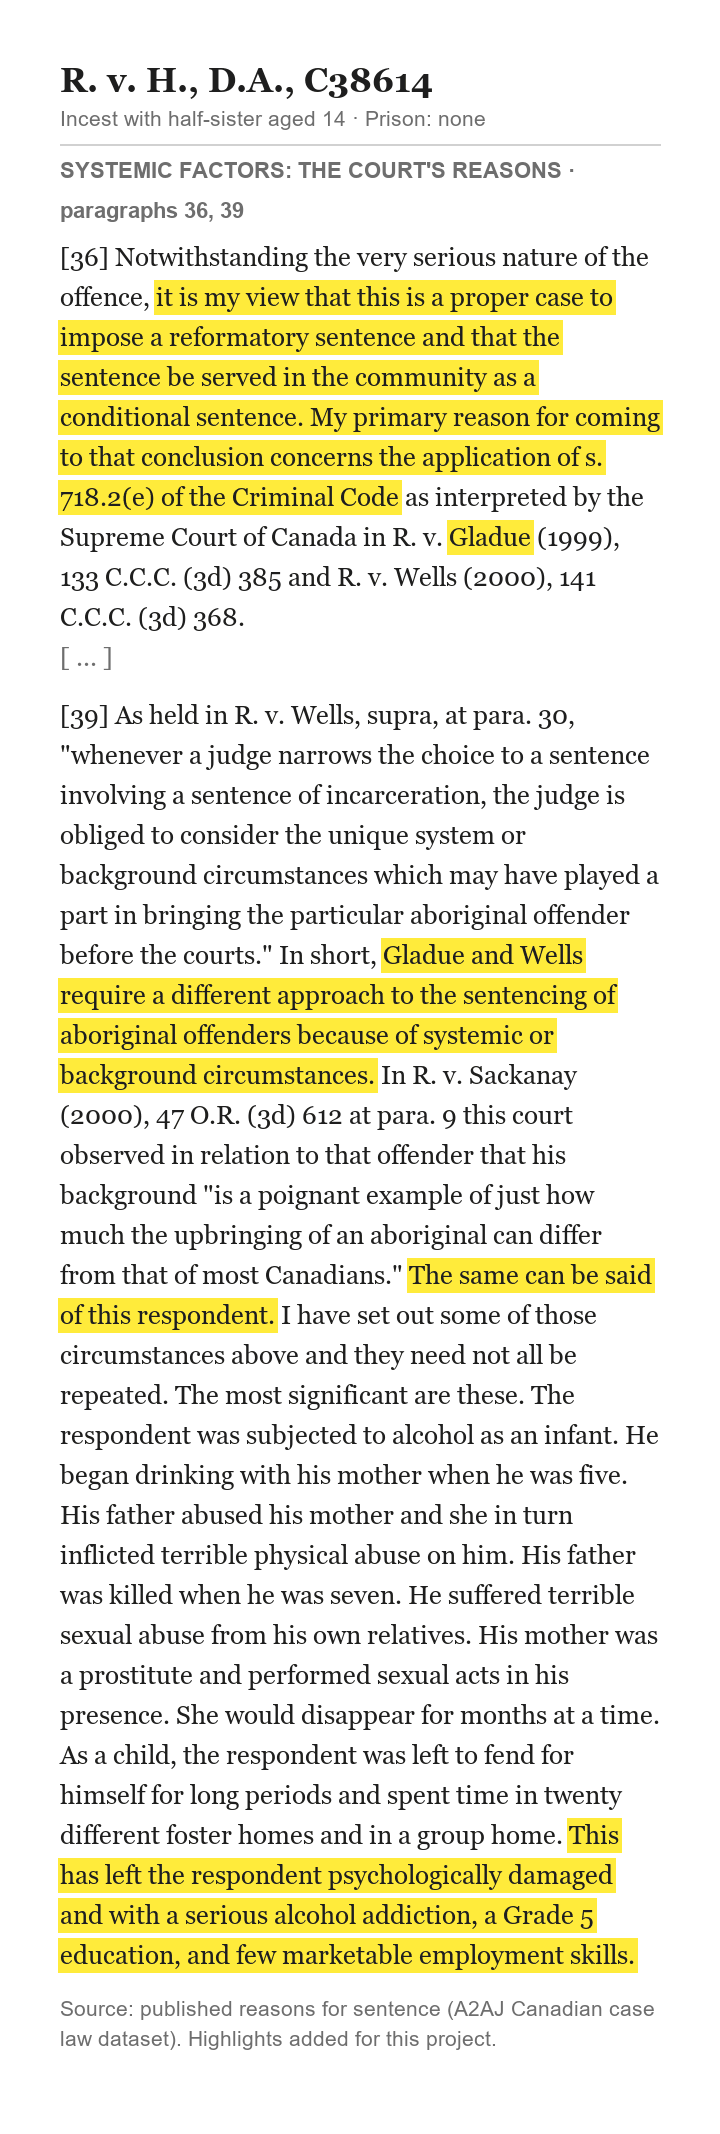 R. v. H., D.A., C38614
Incest with half-sister aged 14 · Prison: none
SYSTEMIC FACTORS: THE COURT'S REASONS ·
paragraphs 36, 39
[36] Notwithstanding the very serious nature of the
offence, it is my view that this is a proper case to
impose a reformatory sentence and that the
sentence be served in the community as a
conditional sentence. My primary reason for coming
to that conclusion concerns the application of s.
718.2(e) of the Criminal Code as interpreted by the
Supreme Court of Canada in R. v. Gladue (1999),
133 C.C.C. (3d) 385 and R. v. Wells (2000), 141
C.C.C. (3d) 368.
[ ... ]
[39] As held in R. v. Wells, supra, at para. 30,
"whenever a judge narrows the choice to a sentence
involving a sentence of incarceration, the judge is
obliged to consider the unique system or
background circumstances which may have played a
part in bringing the particular aboriginal offender
before the courts." In short, Gladue and Wells
require a different approach to the sentencing of
aboriginal offenders because of systemic or
background circumstances. In R. v. Sackanay
(2000), 47 O.R. (3d) 612 at para. 9 this court
observed in relation to that offender that his
background "is a poignant example of just how
much the upbringing of an aboriginal can differ
from that of most Canadians." The same can be said
of this respondent. I have set out some of those
circumstances above and they need not all be
repeated. The most significant are these. The
respondent was subjected to alcohol as an infant. He
began drinking with his mother when he was five.
His father abused his mother and she in turn
inflicted terrible physical abuse on him. His father
was killed when he was seven. He suffered terrible
sexual abuse from his own relatives. His mother was
a prostitute and performed sexual acts in his
presence. She would disappear for months at a time.
As a child, the respondent was left to fend for
himself for long periods and spent time in twenty
different foster homes and in a group home. This
has left the respondent psychologically damaged
and with a serious alcohol addiction, a Grade 5
education, and few marketable employment skills.
Source: published reasons for sentence (A2AJ Canadian case
law dataset). Highlights added for this project.